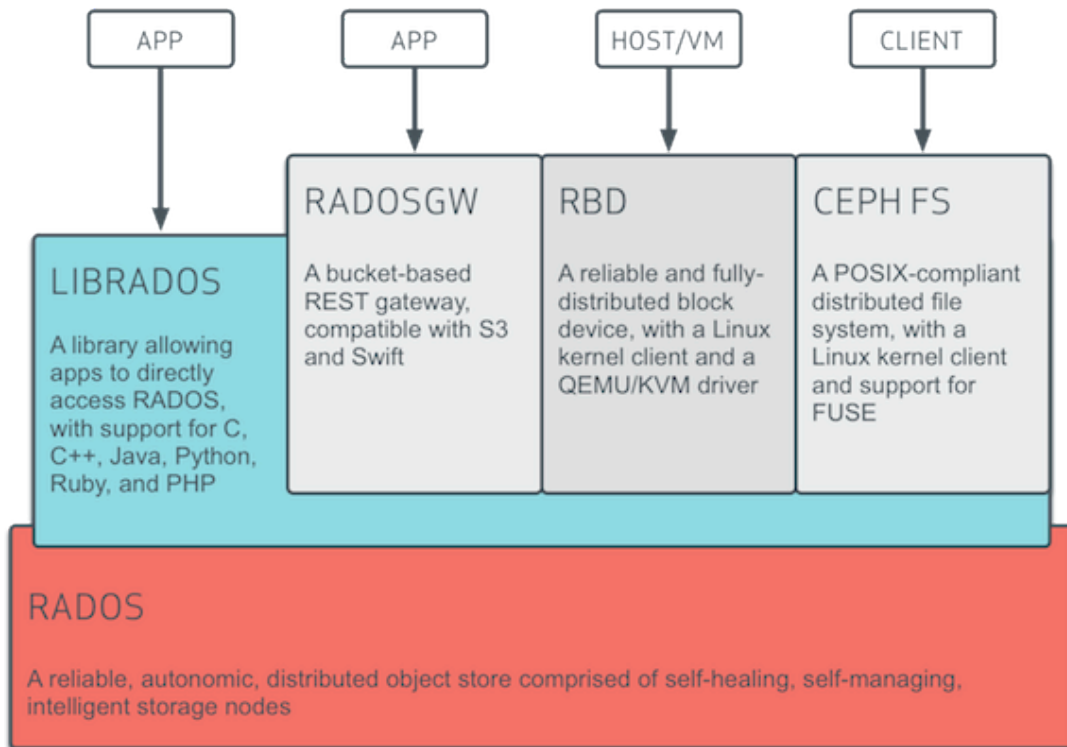 APP
APP
HOST/VM
CLIENT
LIBRADOS
A library allowing
apps to directly
access RADOS,
with support for C,
C++, Java, Python,
Ruby, and PHP
RADOSGW
A bucket-based
REST gateway,
compatible with S3
and Swift
RBD
A reliable and fully-
distributed block
device, with a Linux
kernel client and a
QEMU/KVM driver
CEPH FS
A POSIX-compliant
distributed file
system, with a
Linux kernel client
and support for
FUSE
RADOS
A reliable, autonomic, distributed object store comprised of self-healing, self-managing,
intelligent storage nodes